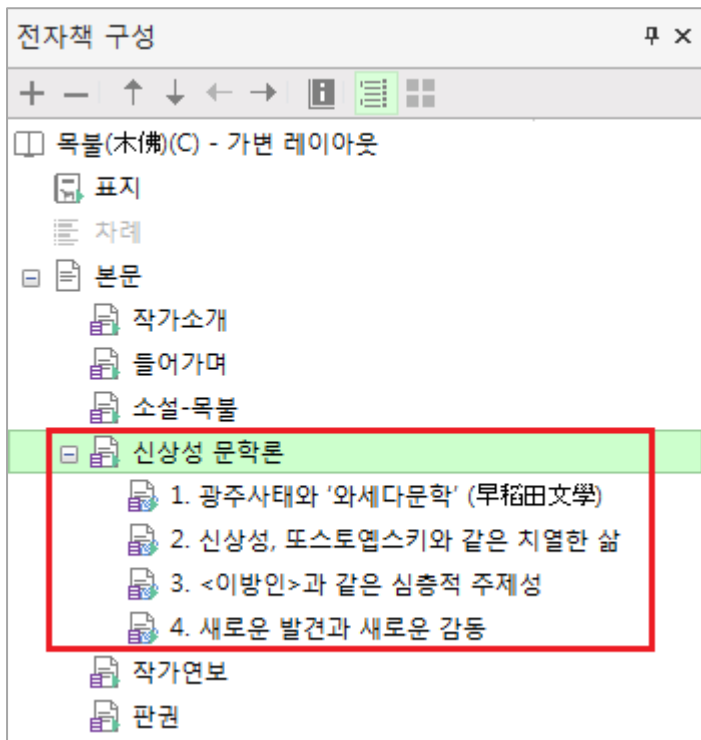 전자책 구성
목불(木佛)(C) - 가변 레이아웃
표지
차례
본문
작가소개
들어가며
소설-목불
신상성 문학론
1. 광주사태와 '와세다문학' (早稻田文學)
2. 신상성, 또스토옙스키와 같은 치열한 삶
3. <이방인>과 같은 심층적 주제성
4. 새로운 발견과 새로운 감동
작가연보
판권